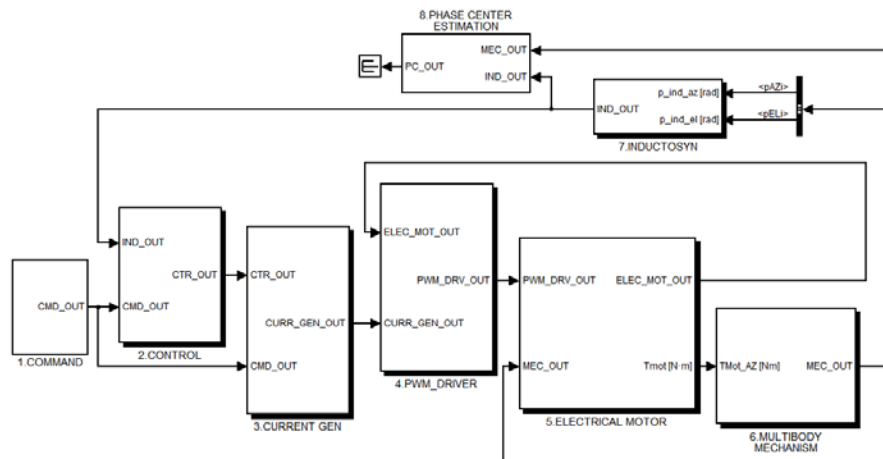 8.PHASE CENTER
ESTIMATION
MEC_OUT
PC_OUT
IND_OUT
<pAZi>
p_ind_az [rad]
IND_OUT
<pELi>
p_ind_el [rad]
7.INDUCTOSYN
ELEC_MOT_OUT
IND_OUT
CTR_OUT
CTR_OUT
PWM_DRV_OUT
PWM_DRV_OUT
ELEC_MOT_OUT
CMD_OUT
CMD_OUT
CURR_GEN_OUT
CURR_GEN_OUT
1.COMMAND
2.CONTROL
CMD_OUT
MEC_OUT
Tmot [N·m]
TMot_AZ [Nm]
MEC_OUT
4.PWM_DRIVER
3.CURRENT GEN
5.ELECTRICAL MOTOR
6.MULTIBODY
MECHANISM